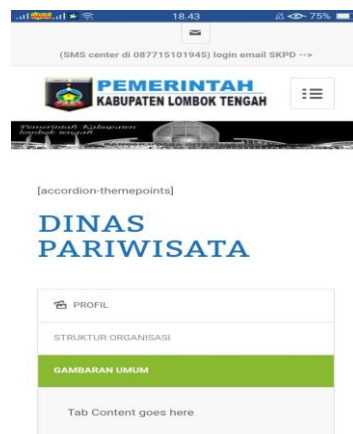 18.43
75%
(SMS center di 087715101945) login email SKPD -->
PEMERINTAH
KABUPATEN LOMBOK TENGAH
Pemerintah Kabupaten
lombok tengah
[accordion-themepoints]
DINAS
PARIWISATA
PROFIL
STRUKTUR ORGANISASI
GAMBARAN UMUM
Tab Content goes here